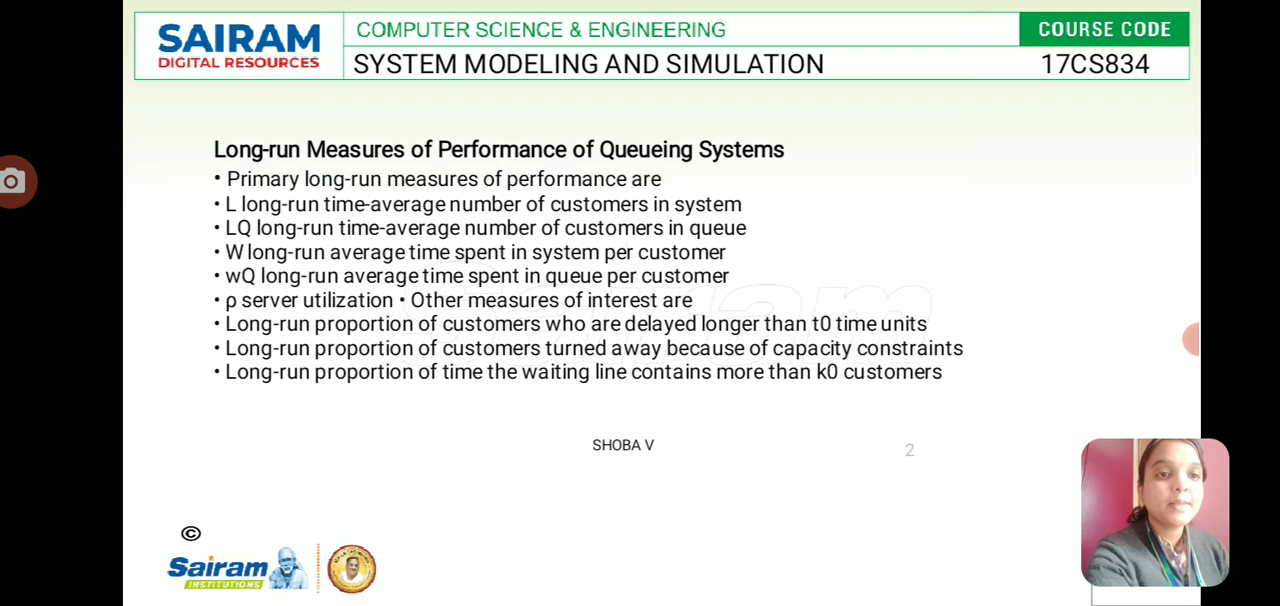 SAIRAM
DIGITAL RESOURCES
COMPUTER SCIENCE & ENGINEERING
COURSE CODE
SYSTEM MODELING AND SIMULATION
17CS834
Long-run Measures of Performance of Queueing Systems
• Primary long-run measures of performance are
• L long-run time-average number of customers in system
• LQ long-run time-average number of customers in queue
• W long-run average time spent in system per customer
• wQ long-run average time spent in queue per customer
• ρ server utilization • Other measures of interest are
• Long-run proportion of customers who are delayed longer than t0 time units
• Long-run proportion of customers turned away because of capacity constraints
• Long-run proportion of time the waiting line contains more than k0 customers
sairam
SHOBA V
2
©
Sairam
INSTITUTIONS